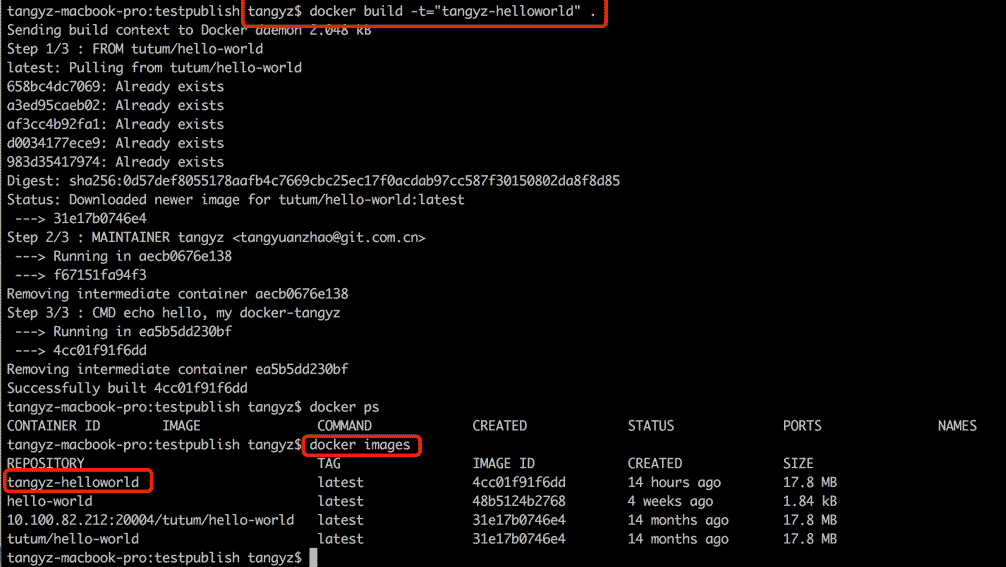 tangyz-macbook-pro:testpublish tangyz$ docker build -t="tangyz-helloworld" .
Sending build context to Docker daemon 2.048 kB
Step 1/3 : FROM tutum/hello-world
latest: Pulling from tutum/hello-world
658bc4dc7069: Already exists
a3ed95caeb02: Already exists
af3cc4b92fa1: Already exists
d0034177ece9: Already exists
983d35417974: Already exists
Digest: sha256:0d57def8055178aafb4c7669cbc25ec17f0acdab97cc587f30150802da8f8d85
Status: Downloaded newer image for tutum/hello-world:latest
---> 31e17b0746e4
Step 2/3 : MAINTAINER tangyz <tangyuanzhao@git.com.cn>
---> Running in aecb0676e138
---> f67151fa94f3
Removing intermediate container aecb0676e138
Step 3/3 : CMD echo hello, my docker-tangyz
---> Running in ea5b5dd230bf
---> 4cc01f91f6dd
Removing intermediate container ea5b5dd230bf
Successfully built 4cc01f91f6dd
tangyz-macbook-pro:testpublish tangyz$ docker ps
CONTAINER ID IMAGE COMMAND CREATED STATUS PORTS NAMES
tangyz-macbook-pro:testpublish tangyz$ docker images
REPOSITORY TAG IMAGE ID CREATED SIZE
tangyz-helloworld latest 4cc01f91f6dd 14 hours ago 17.8 MB
hello-world latest 48b5124b2768 4 weeks ago 1.84 kB
10.100.82.212:20004/tutum/hello-world latest 31e17b0746e4 14 months ago 17.8 MB
tutum/hello-world latest 31e17b0746e4 14 months ago 17.8 MB
tangyz-macbook-pro:testpublish tangyz$